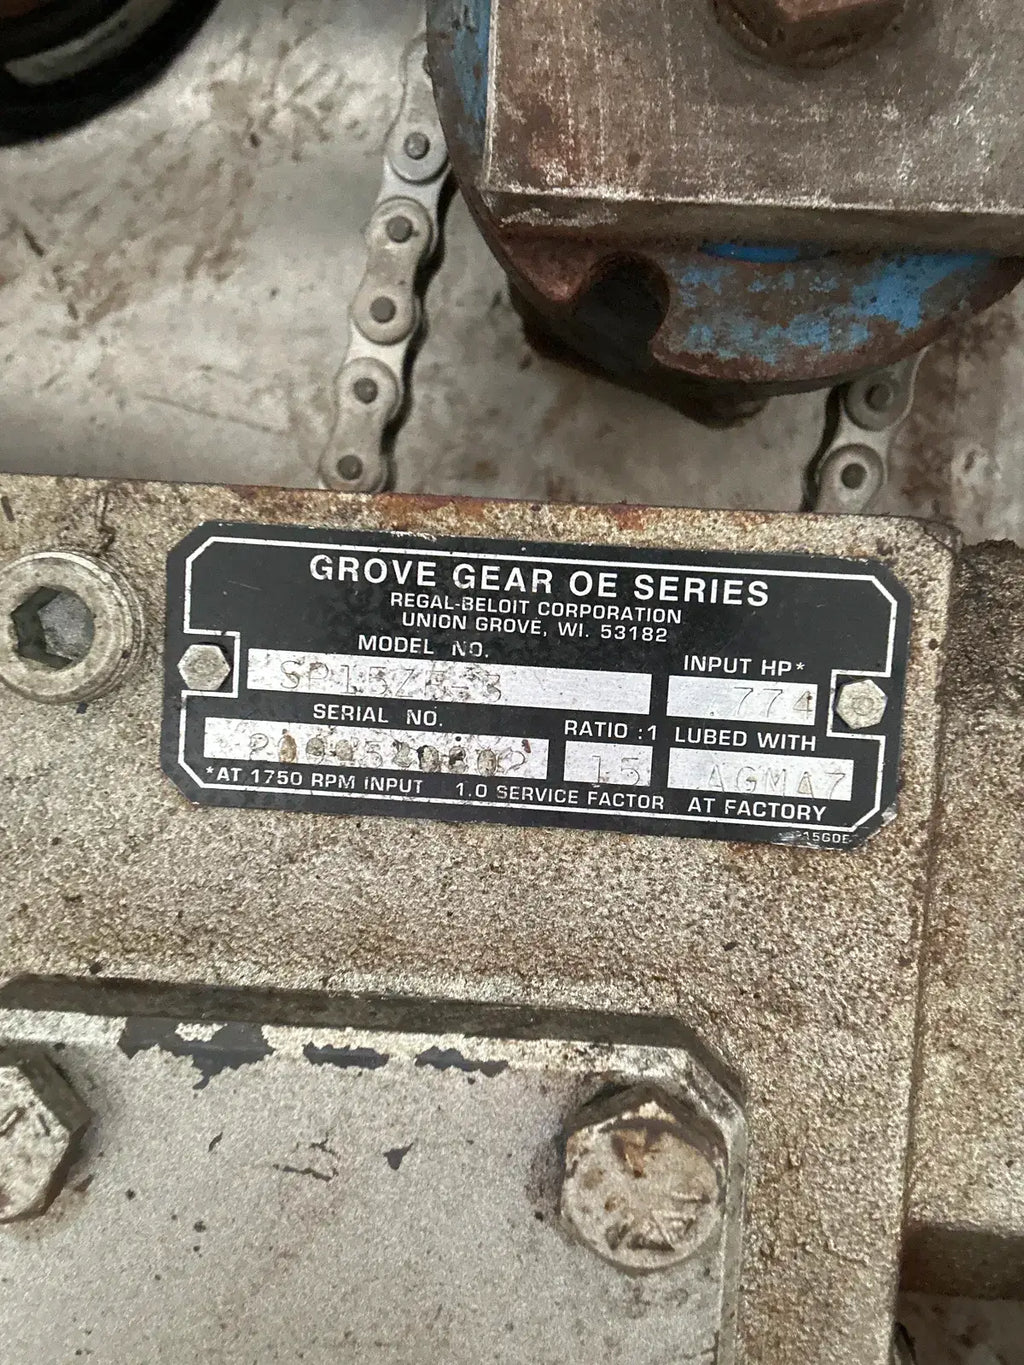 GROVE GEAR OE SERIES
REGAL-BELOIT CORPORATION
UNION GROVE, WI. 53182
MODEL NO.
INPUT HP*
.774
SERIAL NO.
RATIO :1 LUBED WITH
15 AGMA7
*AT 1750 RPM INPUT 1.0 SERVICE FACTOR AT FACTORY